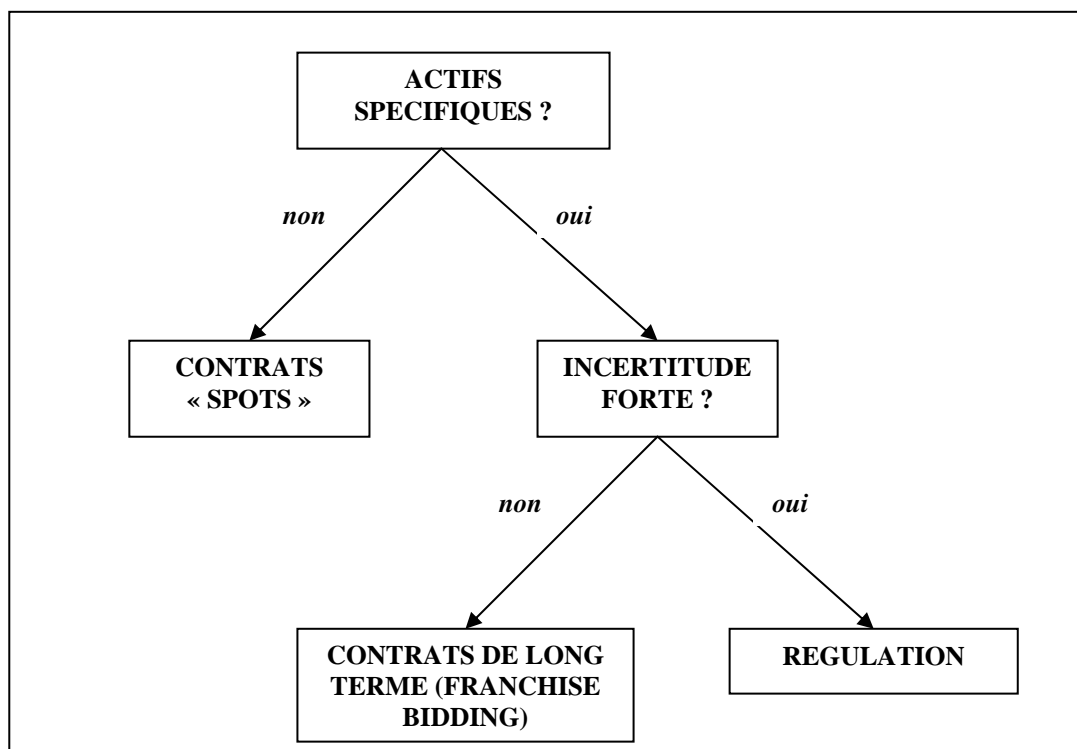 ACTIFS
SPECIFIQUES ?
non
oui
CONTRATS
« SPOTS »
INCERTITUDE
FORTE ?
non
oui
CONTRATS DE LONG
TERME (FRANCHISE
BIDDING)
REGULATION